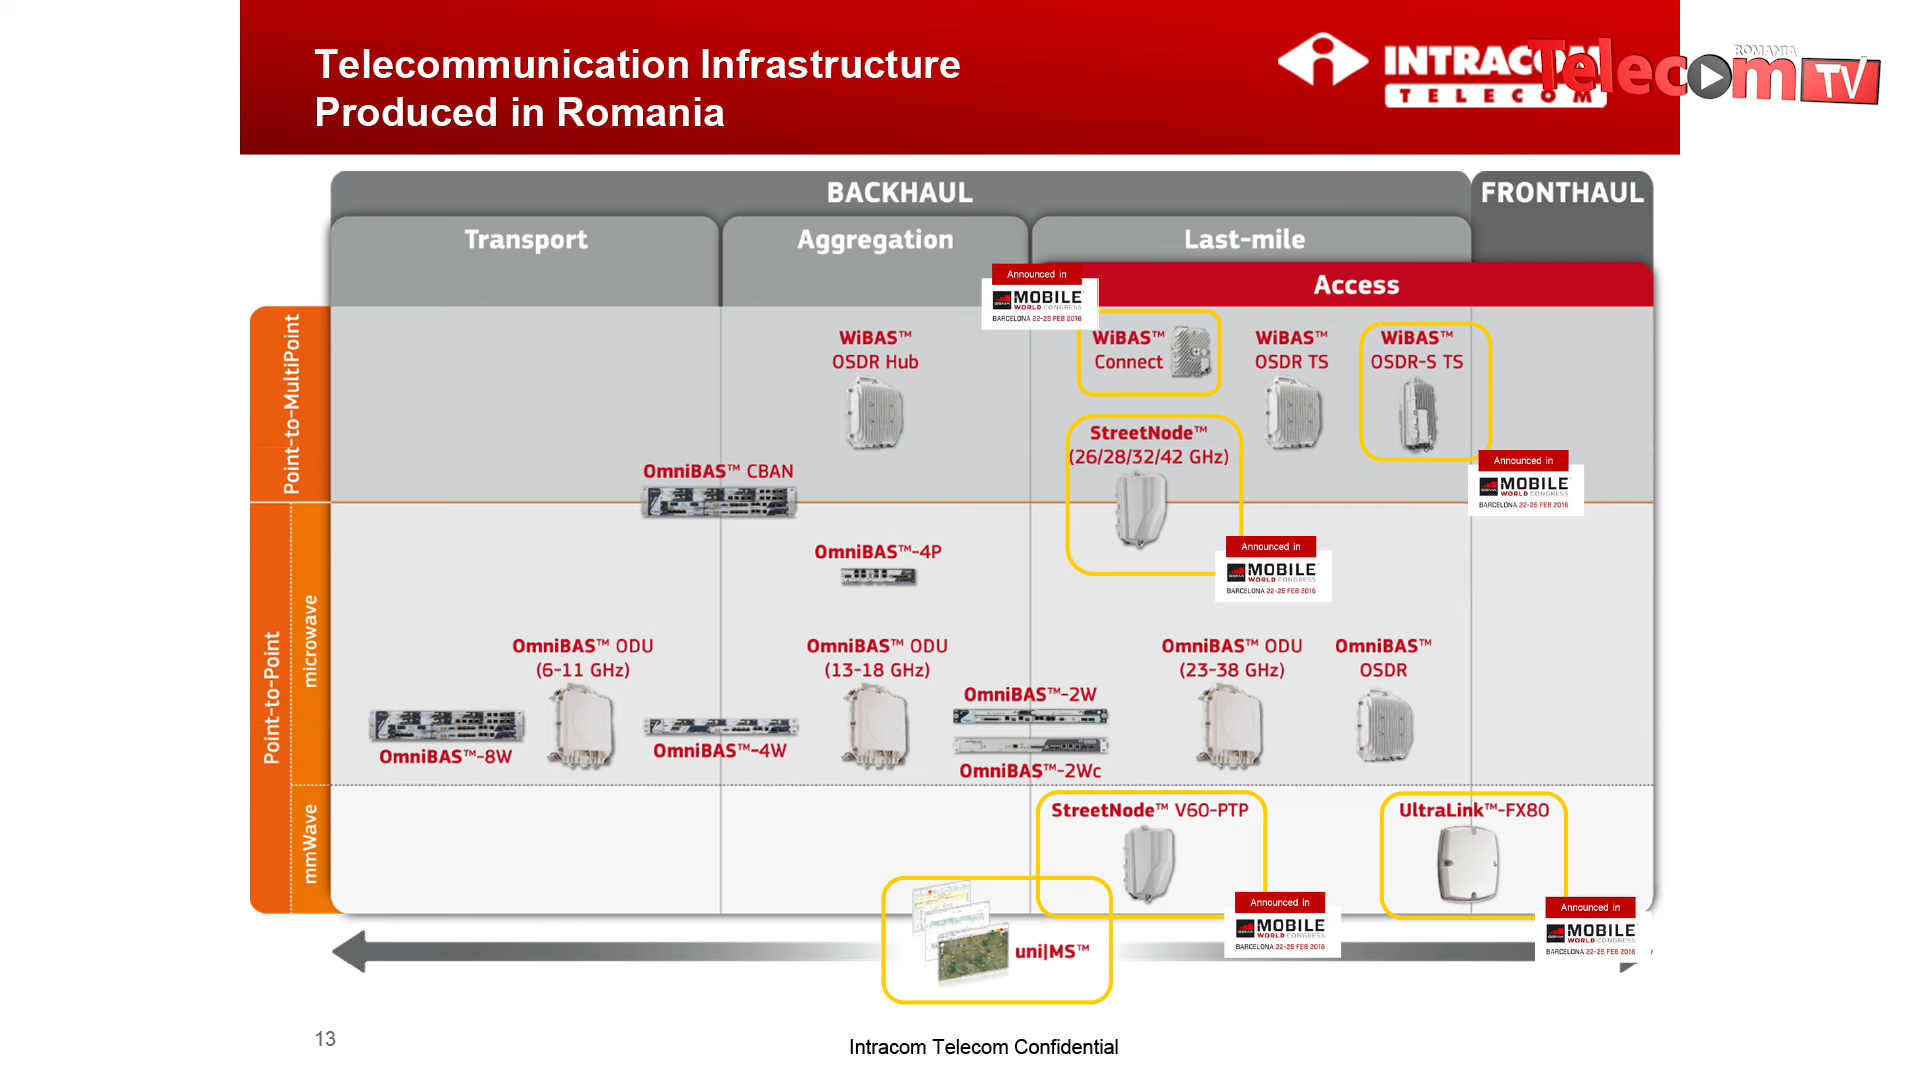 Telecommunication Infrastructure
Produced in Romania
INTRACOM
TELECOM
ROMANIA
Telecom TV
BACKHAUL
FRONTHAUL
Transport
Aggregation
Last-mile
Access
Announced in
MOBILE
WORLD CONGRESS
BARCELONA 22-25 FEB 2016
Point-to-MultiPoint
WiBAS™
OSDR Hub
WiBAS™
Connect
WiBAS™
OSDR TS
WiBAS™
OSDR-S TS
StreetNode™
(26/28/32/42 GHz)
Announced in
MOBILE
WORLD CONGRESS
BARCELONA 22-25 FEB 2016
OmniBAS™ CBAN
Announced in
MOBILE
WORLD CONGRESS
BARCELONA 22-25 FEB 2016
Point-to-Point
microwave
OmniBAS™-4P
OmniBAS™ ODU
(6-11 GHz)
OmniBAS™ ODU
(13-18 GHz)
OmniBAS™ ODU
(23-38 GHz)
OmniBAS™
OSDR
OmniBAS™-2W
OmniBAS™-8W
OmniBAS™-4W
OmniBAS™-2Wc
mmWave
StreetNode™ V60-PTP
UltraLink™-FX80
Announced in
MOBILE
WORLD CONGRESS
BARCELONA 22-25 FEB 2016
Announced in
MOBILE
WORLD CONGRESS
BARCELONA 22-25 FEB 2016
uni|MS™
13
Intracom Telecom Confidential